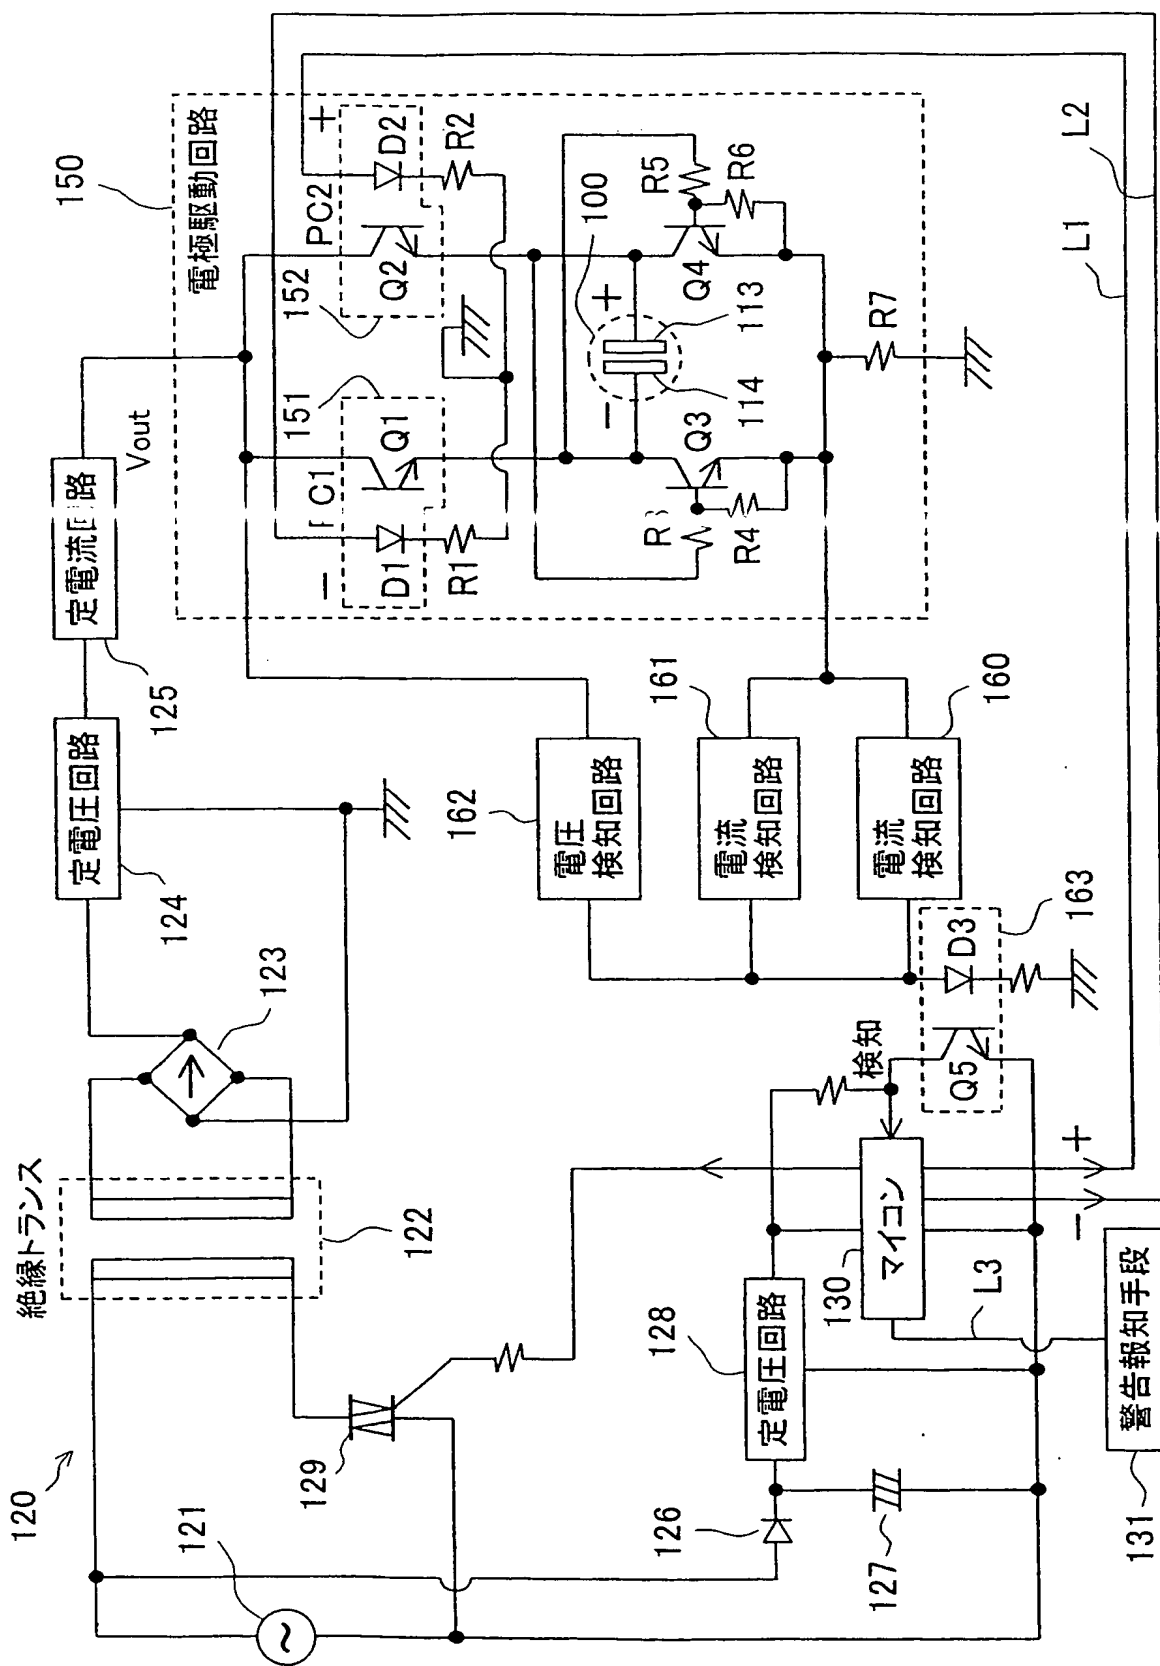 120
121
絶縁トランス
122
123
124
定電圧回路
125
定電流回路
Vout
150
電極駆動回路
129
151
152
PC2
C1
+
−
D1
Q1
Q2
D2
R1
R2
100
+
−
114
113
R4
Q3
Q4
R5
R6
R7
162
電圧
検知回路
161
電流
検知回路
160
電流
検知回路
163
D3
Q5
検知
126
127
128
定電圧回路
130
マイコン
+
−
L3
131
警告報知手段
L1
L2